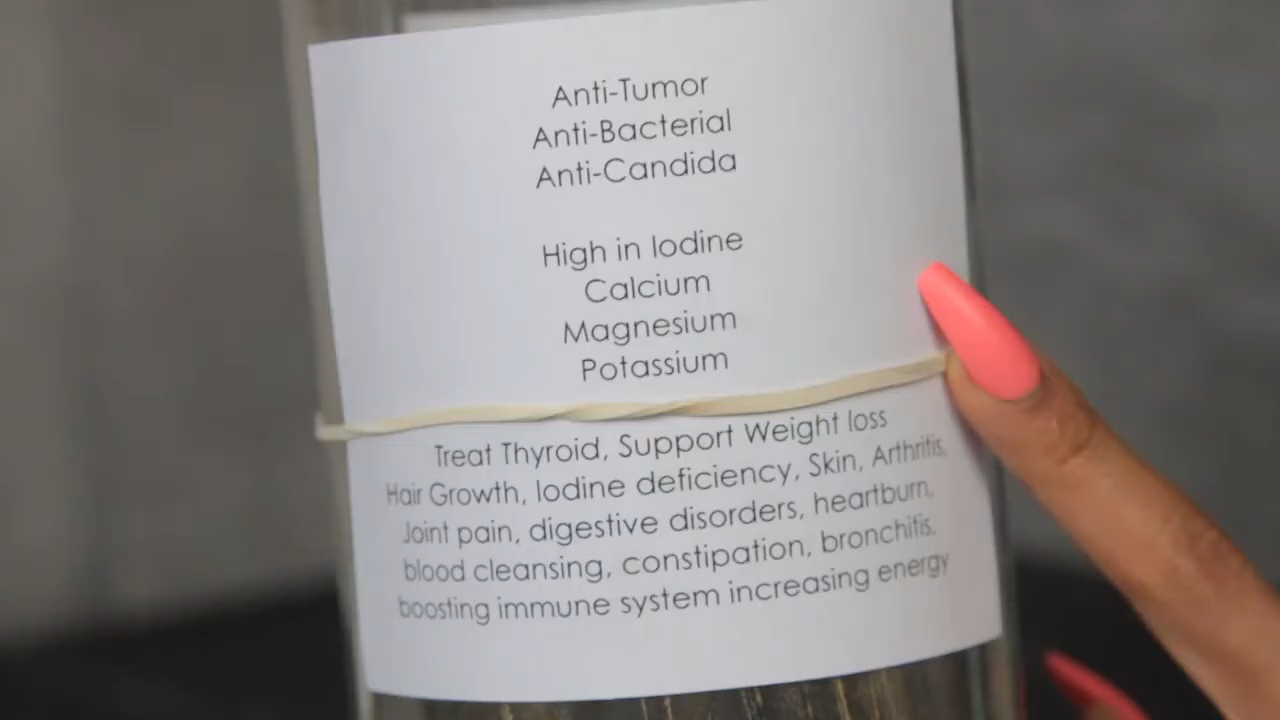 Anti-Tumor
Anti-Bacterial
Anti-Candida
High in Iodine
Calcium
Magnesium
Potassium
Treat Thyroid, Support Weight loss
Hair Growth, Iodine deficiency, Skin, Arthritis,
Joint pain, digestive disorders, heartburn,
blood cleansing, constipation, bronchitis,
boosting immune system increasing energy